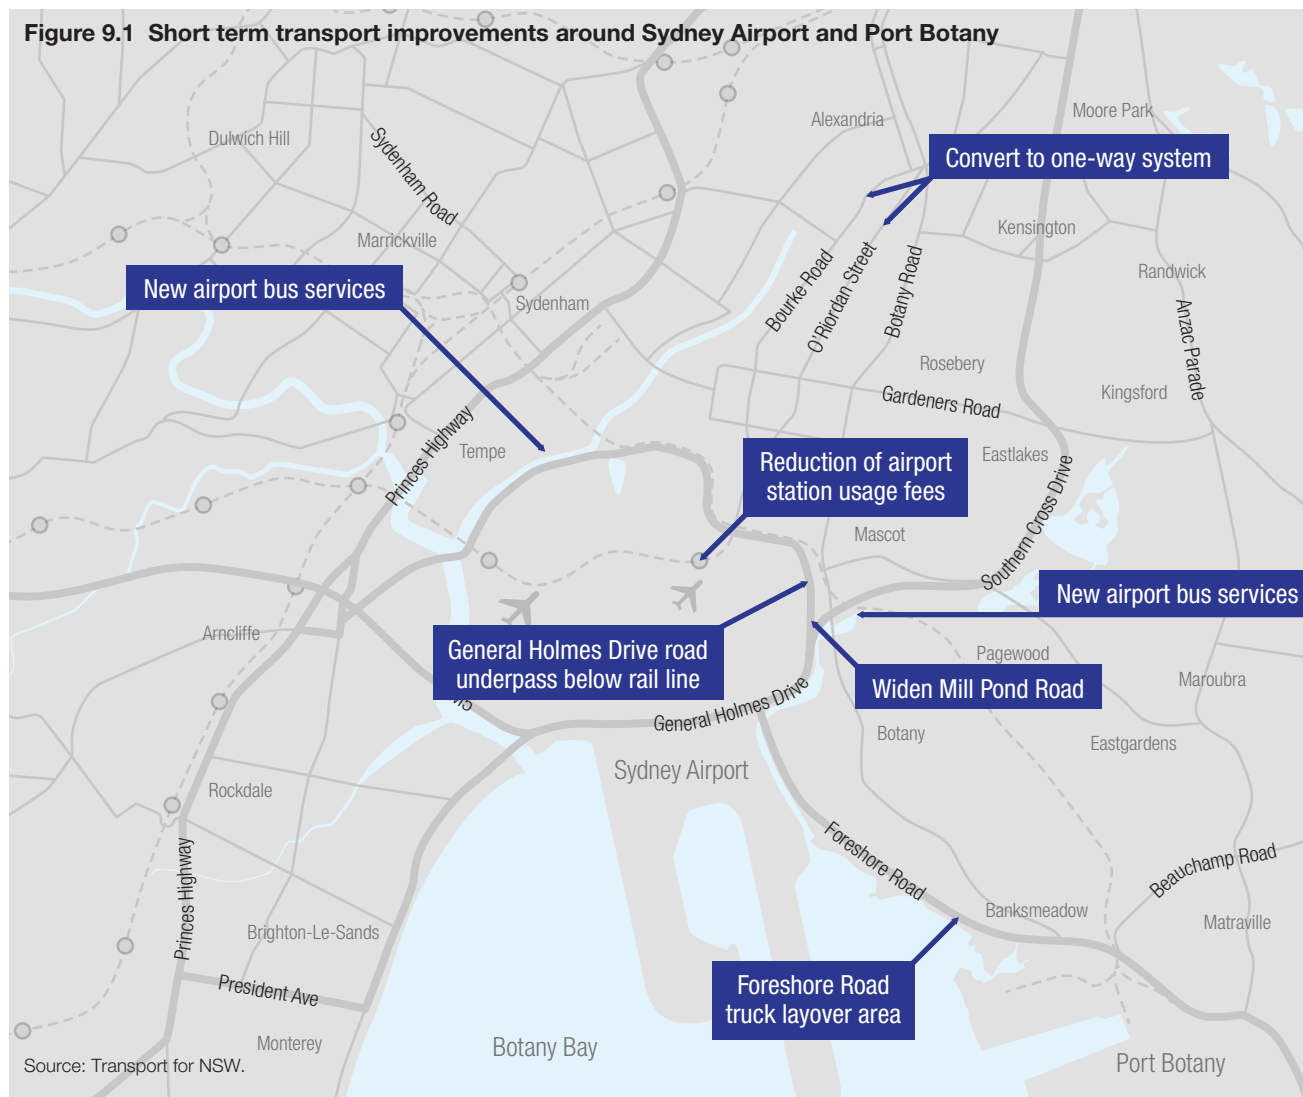 Figure 9.1 Short term transport improvements around Sydney Airport and Port Botany
Moore Park
Alexandria
Dulwich Hill
Sydenham Road
Convert to one-way system
Kensington
Marrickville
Randwick
New airport bus services
Sydenham
Bourke Road
O'Riordan Street
Botany Road
Anzac Parade
Rosebery
Kingsford
Gardeners Road
Princes Highway
Tempe
Eastlakes
Reduction of airport
station usage fees
Southern Cross Drive
Mascot
New airport bus services
Arncliffe
General Holmes Drive road
underpass below rail line
Pagewood
Maroubra
Widen Mill Pond Road
M5
General Holmes Drive
Botany
Eastgardens
Sydney Airport
Rockdale
Foreshore Road
Beauchamp Road
Princes Highway
Banksmeadow
Matraville
Brighton-Le-Sands
President Ave
Foreshore Road
truck layover area
Monterey
Botany Bay
Port Botany
Source: Transport for NSW.